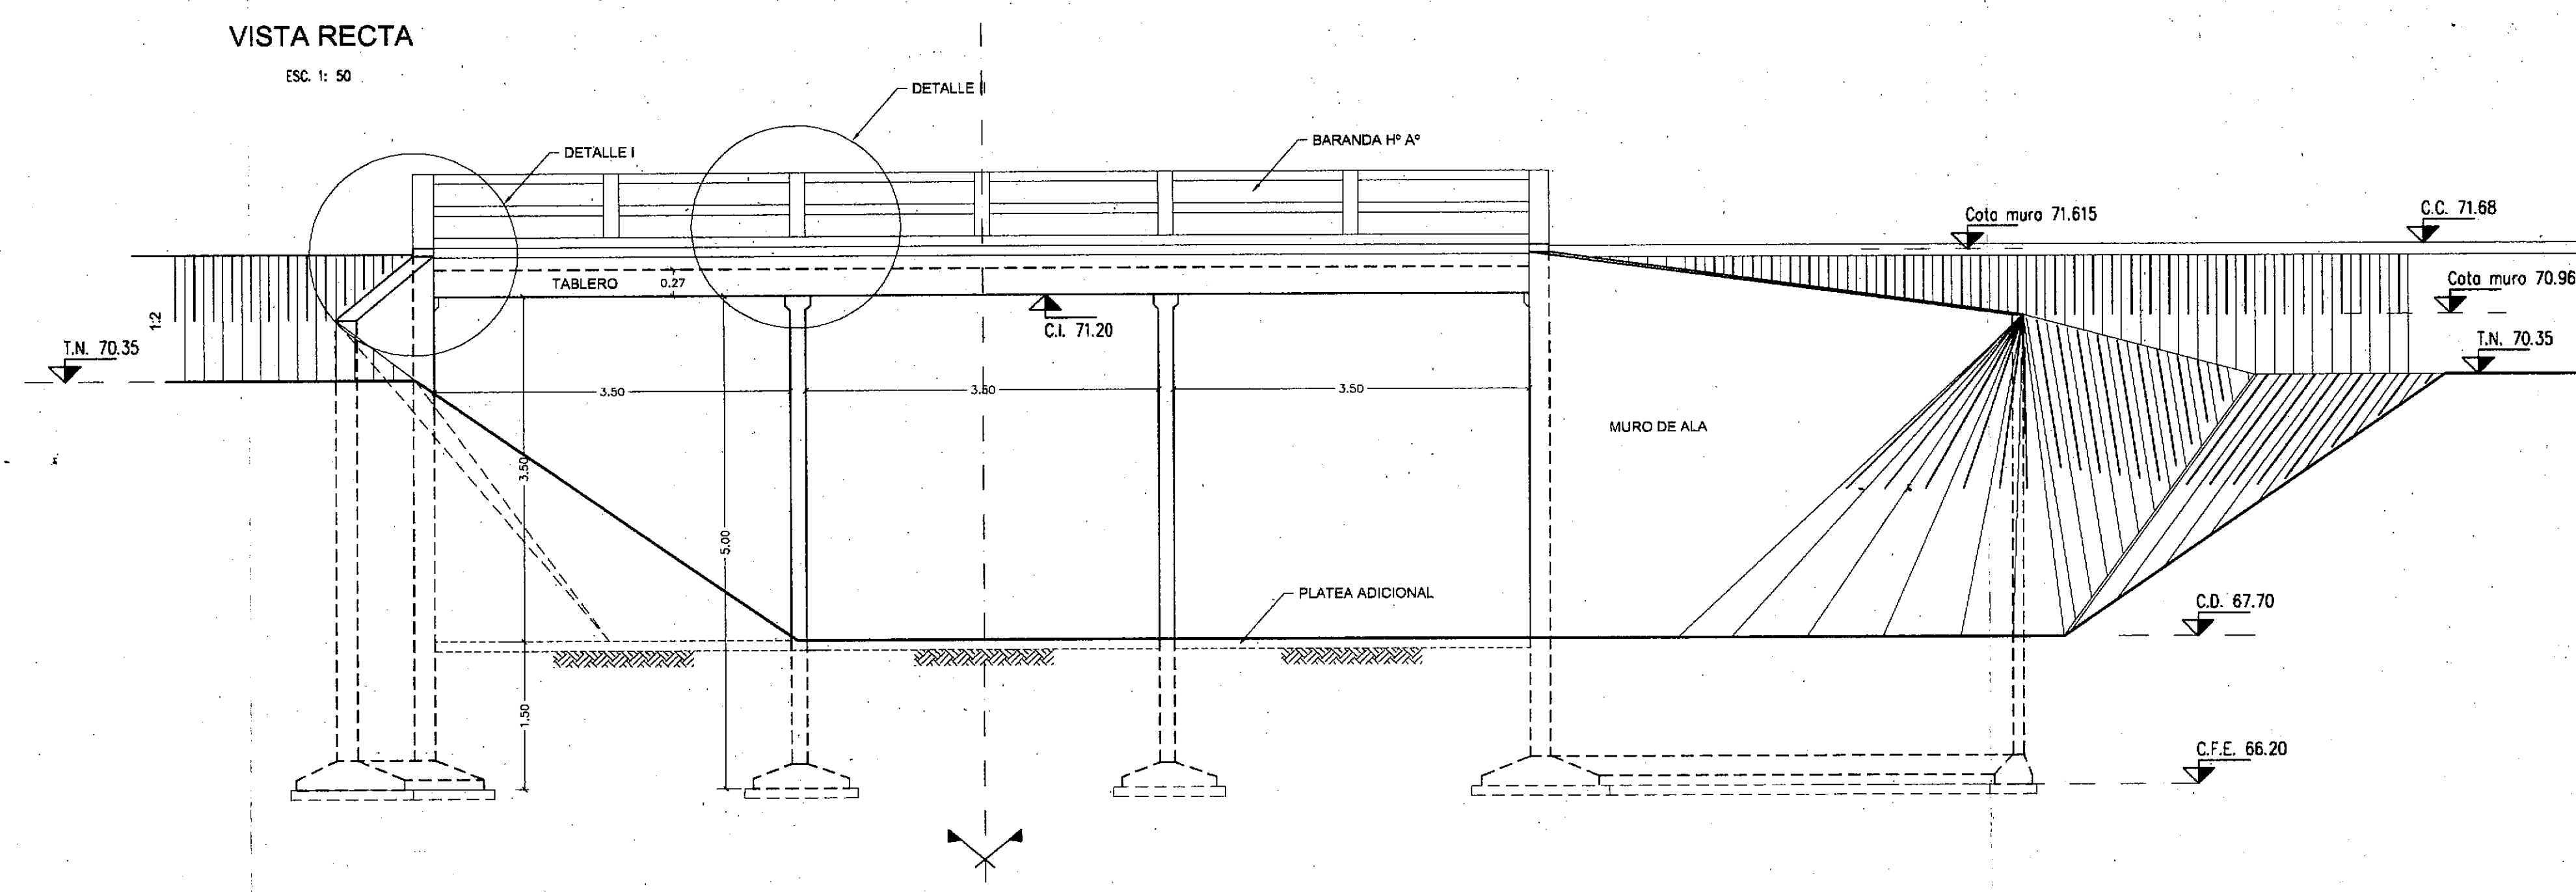 VISTA RECTA
ESC. 1: 50
DETALLE II
DETALLE I
BARANDA Hº Aº
Cota muro 71.615
C.C. 71.68
Cota muro 70.96
TABLERO
0.27
1:2
C.I. 71.20
T.N. 70.35
T.N. 70.35
3.50
3.50
3.50
MURO DE ALA
3.50
5.00
PLATEA ADICIONAL
C.D. 67.70
1.50
C.F.E. 66.20